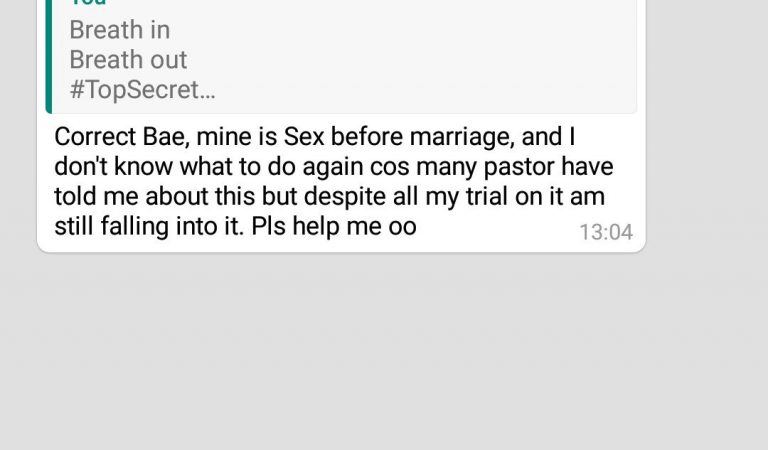 You
Breath in
Breath out
#TopSecret...
Correct Bae, mine is Sex before marriage, and I
don't know what to do again cos many pastor have
told me about this but despite all my trial on it am
still falling into it. Pls help me oo
13:04